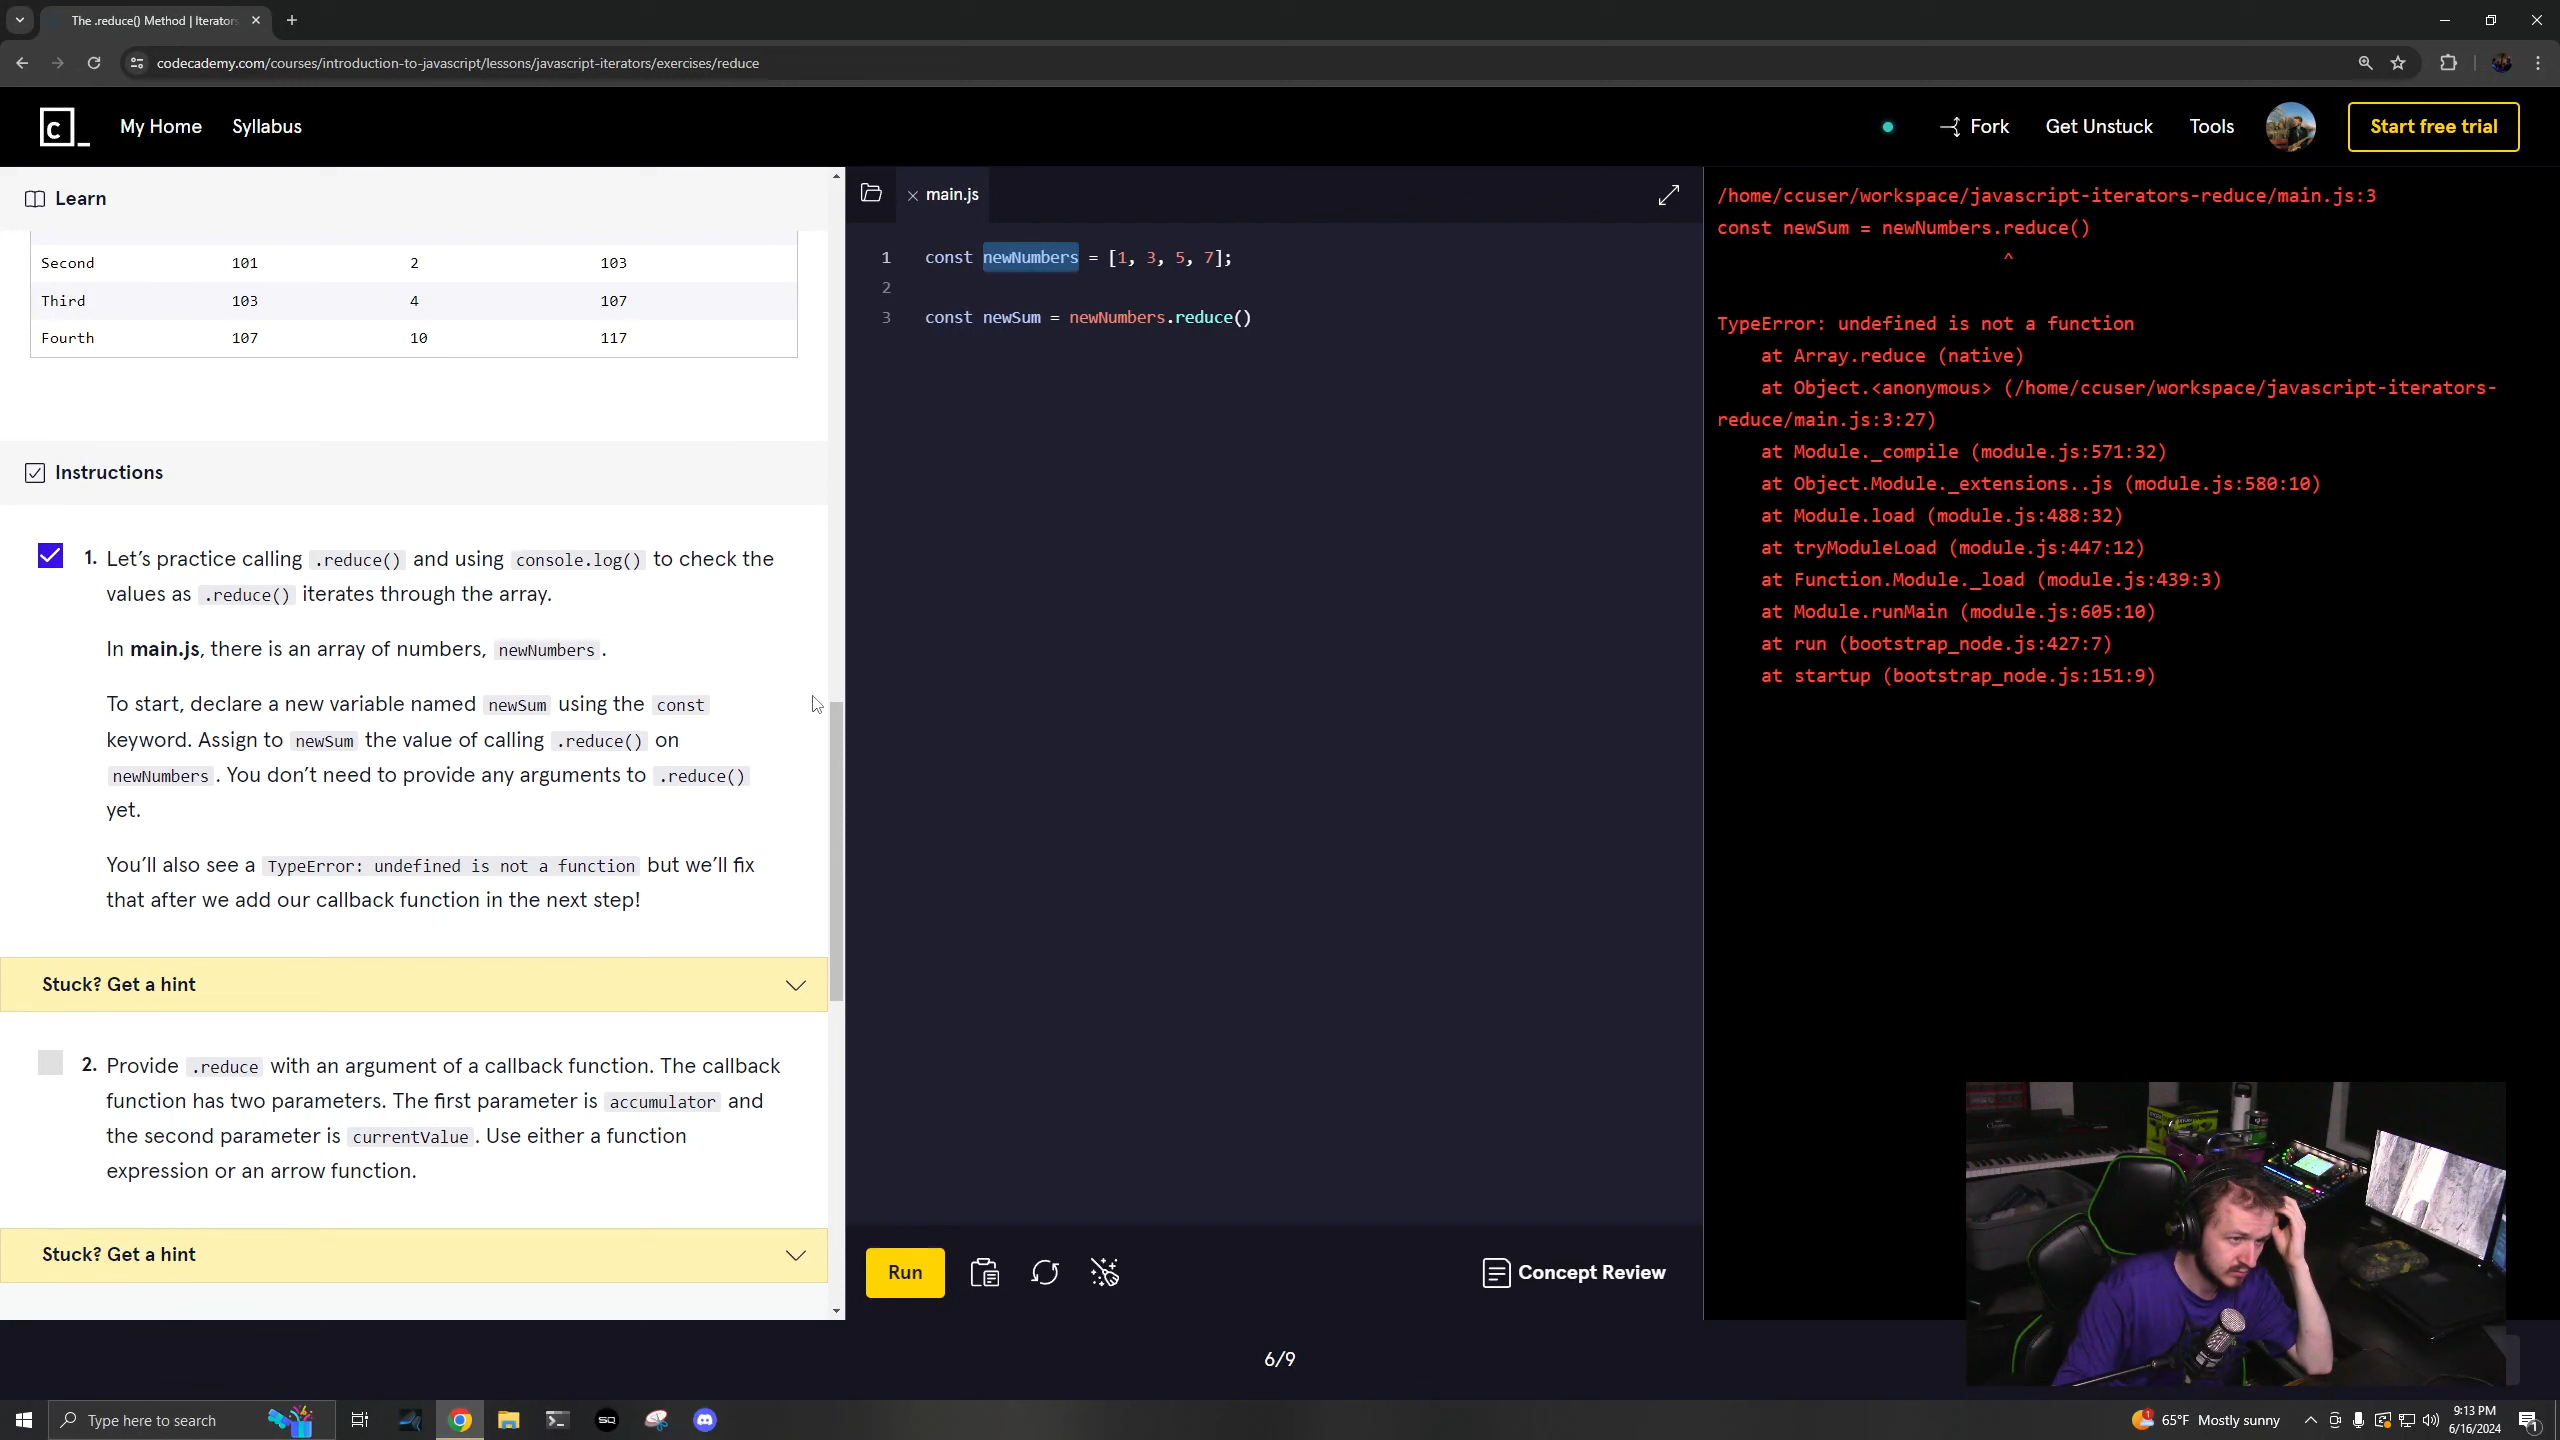 The .reduce() Method | Iterator
codecademy.com/courses/introduction-to-javascript/lessons/javascript-iterators/exercises/reduce
c_
My Home
Syllabus
Fork
Get Unstuck
Tools
Start free trial
Learn
Second 101 2 103
Third 103 4 107
Fourth 107 10 117
Instructions
1. Let's practice calling .reduce() and using console.log() to check the
values as .reduce() iterates through the array.
In main.js, there is an array of numbers, newNumbers.
To start, declare a new variable named newSum using the const
keyword. Assign to newSum the value of calling .reduce() on
newNumbers. You don't need to provide any arguments to .reduce()
yet.
You'll also see a TypeError: undefined is not a function but we'll fix
that after we add our callback function in the next step!
Stuck? Get a hint
2. Provide .reduce with an argument of a callback function. The callback
function has two parameters. The first parameter is accumulator and
the second parameter is currentValue. Use either a function
expression or an arrow function.
Stuck? Get a hint
main.js
1 const newNumbers = [1, 3, 5, 7];
2
3 const newSum = newNumbers.reduce()
Run
Concept Review
/home/ccuser/workspace/javascript-iterators-reduce/main.js:3
const newSum = newNumbers.reduce()
^
TypeError: undefined is not a function
at Array.reduce (native)
at Object.<anonymous> (/home/ccuser/workspace/javascript-iterators-
reduce/main.js:3:27)
at Module._compile (module.js:571:32)
at Object.Module._extensions..js (module.js:580:10)
at Module.load (module.js:488:32)
at tryModuleLoad (module.js:447:12)
at Function.Module._load (module.js:439:3)
at Module.runMain (module.js:605:10)
at run (bootstrap_node.js:427:7)
at startup (bootstrap_node.js:151:9)
6/9
Type here to search
SQ
1
65°F Mostly sunny
9:13 PM
6/16/2024
1